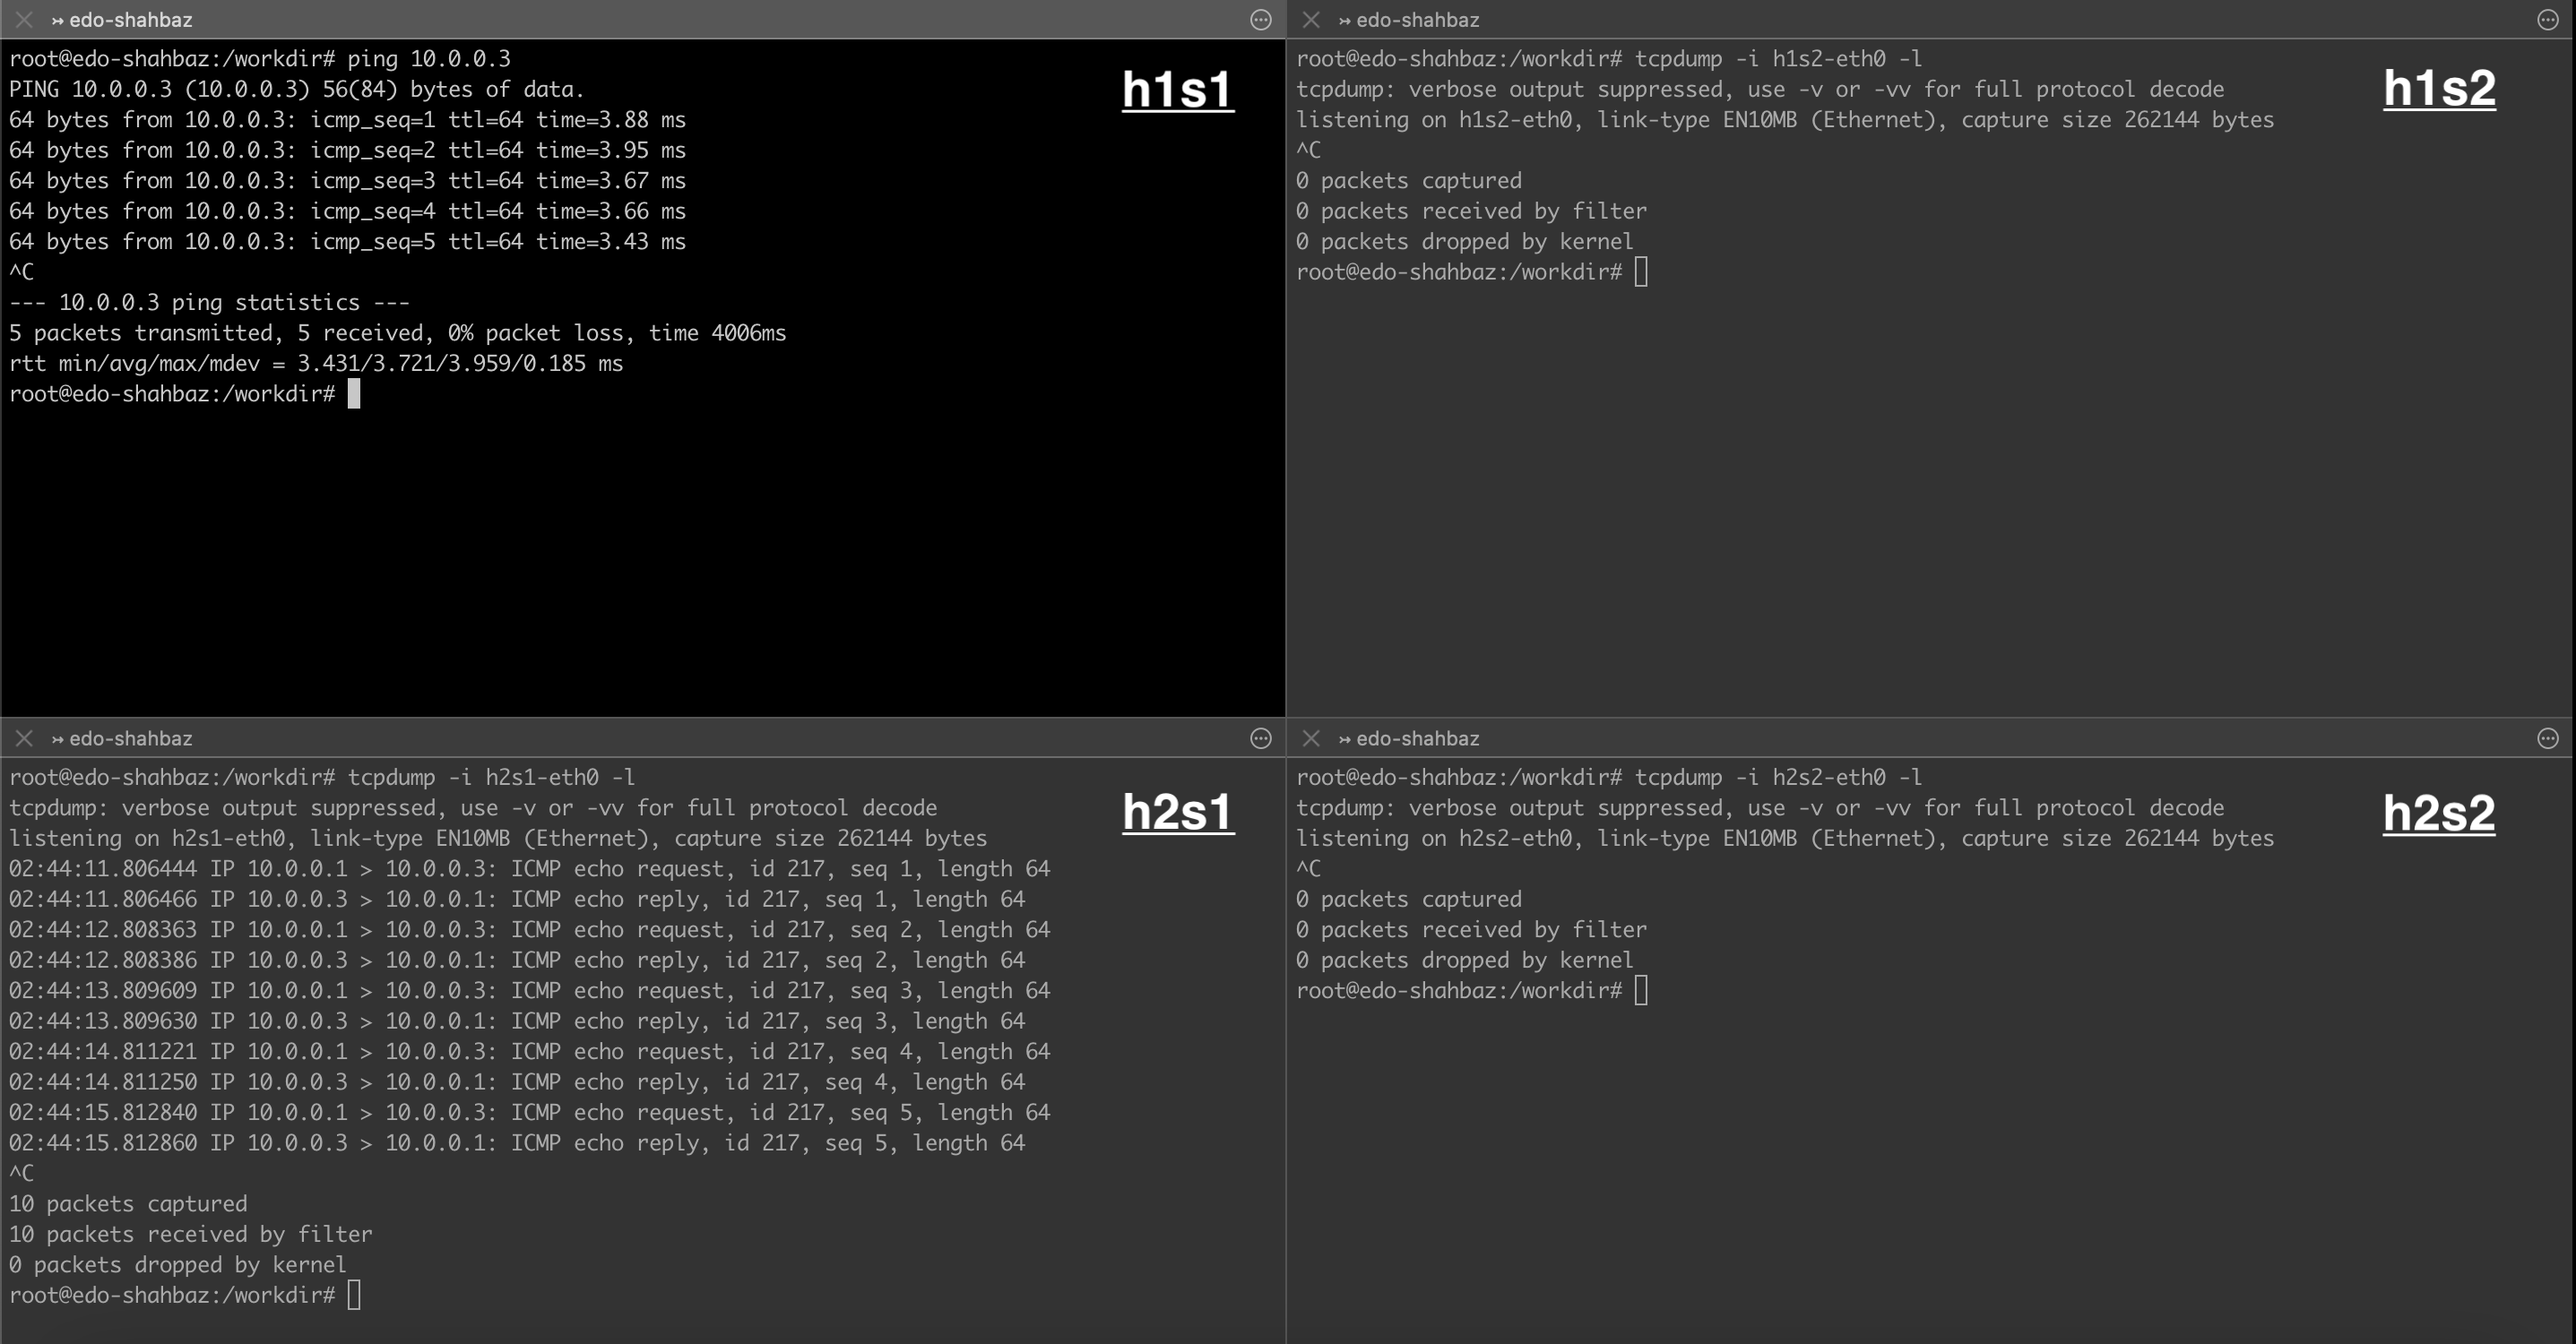 ↣ edo-shahbaz
root@edo-shahbaz:/workdir# ping 10.0.0.3
PING 10.0.0.3 (10.0.0.3) 56(84) bytes of data.
64 bytes from 10.0.0.3: icmp_seq=1 ttl=64 time=3.88 ms
64 bytes from 10.0.0.3: icmp_seq=2 ttl=64 time=3.95 ms
64 bytes from 10.0.0.3: icmp_seq=3 ttl=64 time=3.67 ms
64 bytes from 10.0.0.3: icmp_seq=4 ttl=64 time=3.66 ms
64 bytes from 10.0.0.3: icmp_seq=5 ttl=64 time=3.43 ms
^C
--- 10.0.0.3 ping statistics ---
5 packets transmitted, 5 received, 0% packet loss, time 4006ms
rtt min/avg/max/mdev = 3.431/3.721/3.959/0.185 ms
root@edo-shahbaz:/workdir#
h1s1
↣ edo-shahbaz
root@edo-shahbaz:/workdir# tcpdump -i h1s2-eth0 -l
tcpdump: verbose output suppressed, use -v or -vv for full protocol decode
listening on h1s2-eth0, link-type EN10MB (Ethernet), capture size 262144 bytes
^C
0 packets captured
0 packets received by filter
0 packets dropped by kernel
root@edo-shahbaz:/workdir#
h1s2
↣ edo-shahbaz
root@edo-shahbaz:/workdir# tcpdump -i h2s1-eth0 -l
tcpdump: verbose output suppressed, use -v or -vv for full protocol decode
listening on h2s1-eth0, link-type EN10MB (Ethernet), capture size 262144 bytes
02:44:11.806444 IP 10.0.0.1 > 10.0.0.3: ICMP echo request, id 217, seq 1, length 64
02:44:11.806466 IP 10.0.0.3 > 10.0.0.1: ICMP echo reply, id 217, seq 1, length 64
02:44:12.808363 IP 10.0.0.1 > 10.0.0.3: ICMP echo request, id 217, seq 2, length 64
02:44:12.808386 IP 10.0.0.3 > 10.0.0.1: ICMP echo reply, id 217, seq 2, length 64
02:44:13.809609 IP 10.0.0.1 > 10.0.0.3: ICMP echo request, id 217, seq 3, length 64
02:44:13.809630 IP 10.0.0.3 > 10.0.0.1: ICMP echo reply, id 217, seq 3, length 64
02:44:14.811221 IP 10.0.0.1 > 10.0.0.3: ICMP echo request, id 217, seq 4, length 64
02:44:14.811250 IP 10.0.0.3 > 10.0.0.1: ICMP echo reply, id 217, seq 4, length 64
02:44:15.812840 IP 10.0.0.1 > 10.0.0.3: ICMP echo request, id 217, seq 5, length 64
02:44:15.812860 IP 10.0.0.3 > 10.0.0.1: ICMP echo reply, id 217, seq 5, length 64
^C
10 packets captured
10 packets received by filter
0 packets dropped by kernel
root@edo-shahbaz:/workdir#
h2s1
↣ edo-shahbaz
root@edo-shahbaz:/workdir# tcpdump -i h2s2-eth0 -l
tcpdump: verbose output suppressed, use -v or -vv for full protocol decode
listening on h2s2-eth0, link-type EN10MB (Ethernet), capture size 262144 bytes
^C
0 packets captured
0 packets received by filter
0 packets dropped by kernel
root@edo-shahbaz:/workdir#
h2s2